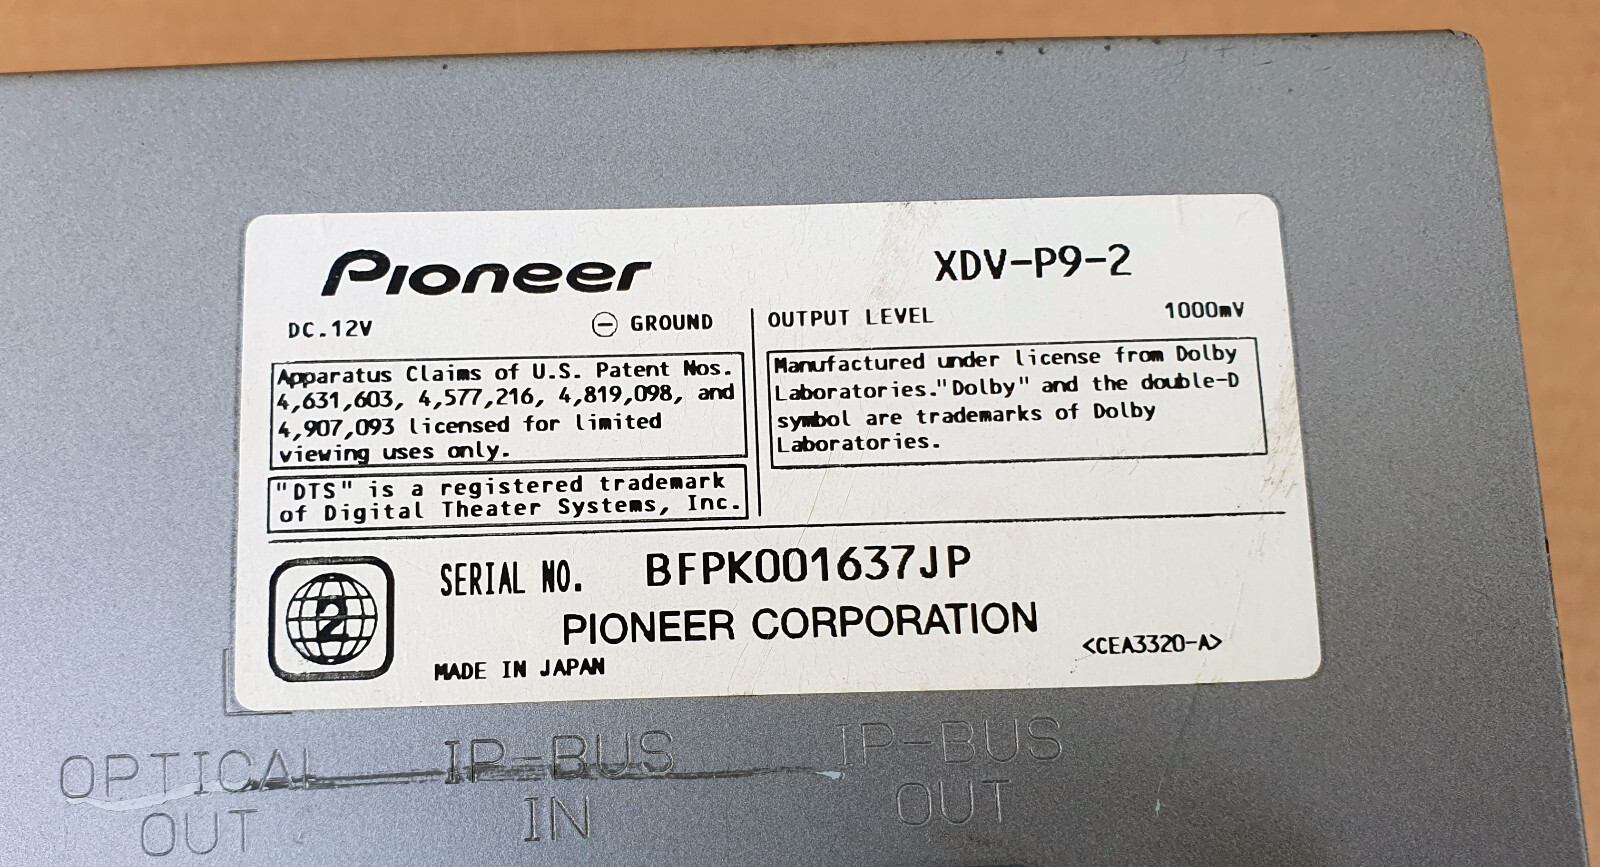 Pioneer
XDV-P9-2
DC.12V
⊖ GROUND
OUTPUT LEVEL
1000mV
Apparatus Claims of U.S. Patent Nos.
4,631,603, 4,577,216, 4,819,098, and
4,907,093 licensed for limited
viewing uses only.
"DTS" is a registered trademark
of Digital Theater Systems, Inc.
Manufactured under license from Dolby
Laboratories."Dolby" and the double-D
symbol are trademarks of Dolby
Laboratories.
2
SERIAL NO. BFPK001637JP
PIONEER CORPORATION
MADE IN JAPAN
<CEA3320-A>
OPTICAL
OUT
IP-BUS
IN
IP-BUS
OUT